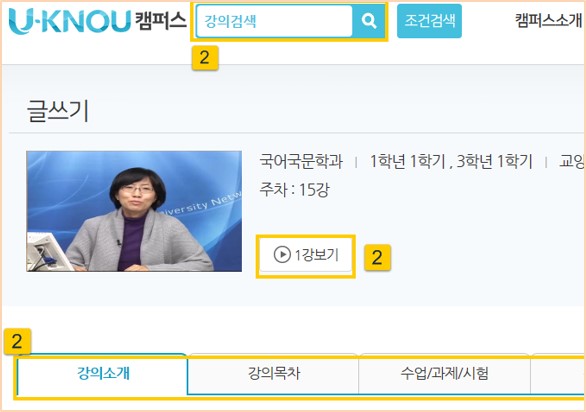 U-KNOU 캠퍼스 강의검색 조건검색 캠퍼스소개
2
글쓰기
국어국문학과 | 1학년 1학기 , 3학년 1학기 | 교양
주차 : 15강
iversity Netw
1강보기 2
2
강의소개 강의목차 수업/과제/시험